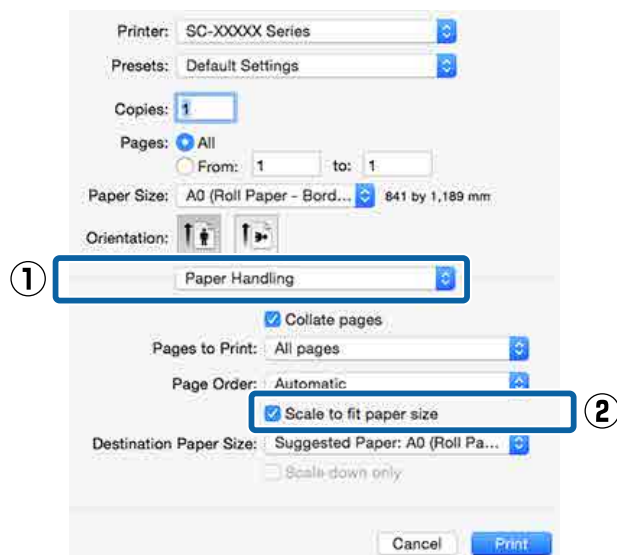 Printer: SC-XXXXX Series
Presets: Default Settings
Copies: 1
Pages: All
From: 1 to: 1
Paper Size: A0 (Roll Paper - Bord... 841 by 1,189 mm
Orientation:
① Paper Handling
Collate pages
Pages to Print: All pages
Page Order: Automatic
Scale to fit paper size ②
Destination Paper Size: Suggested Paper: A0 (Roll Pa...
Scale down only
Cancel Print